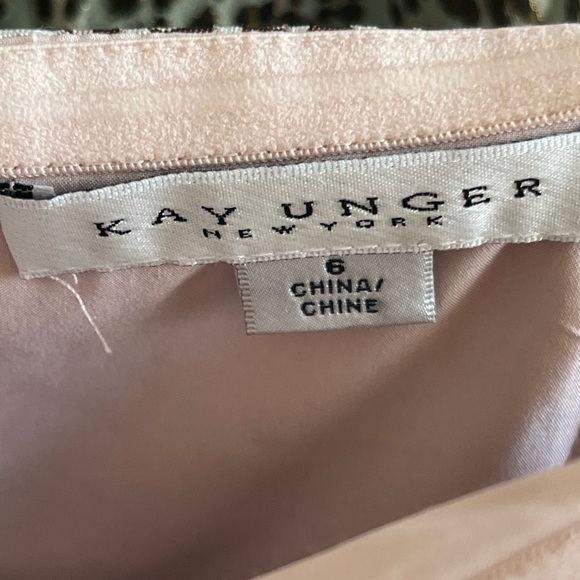 KAY UNGER
NEW YORK
6
CHINA/
CHINE